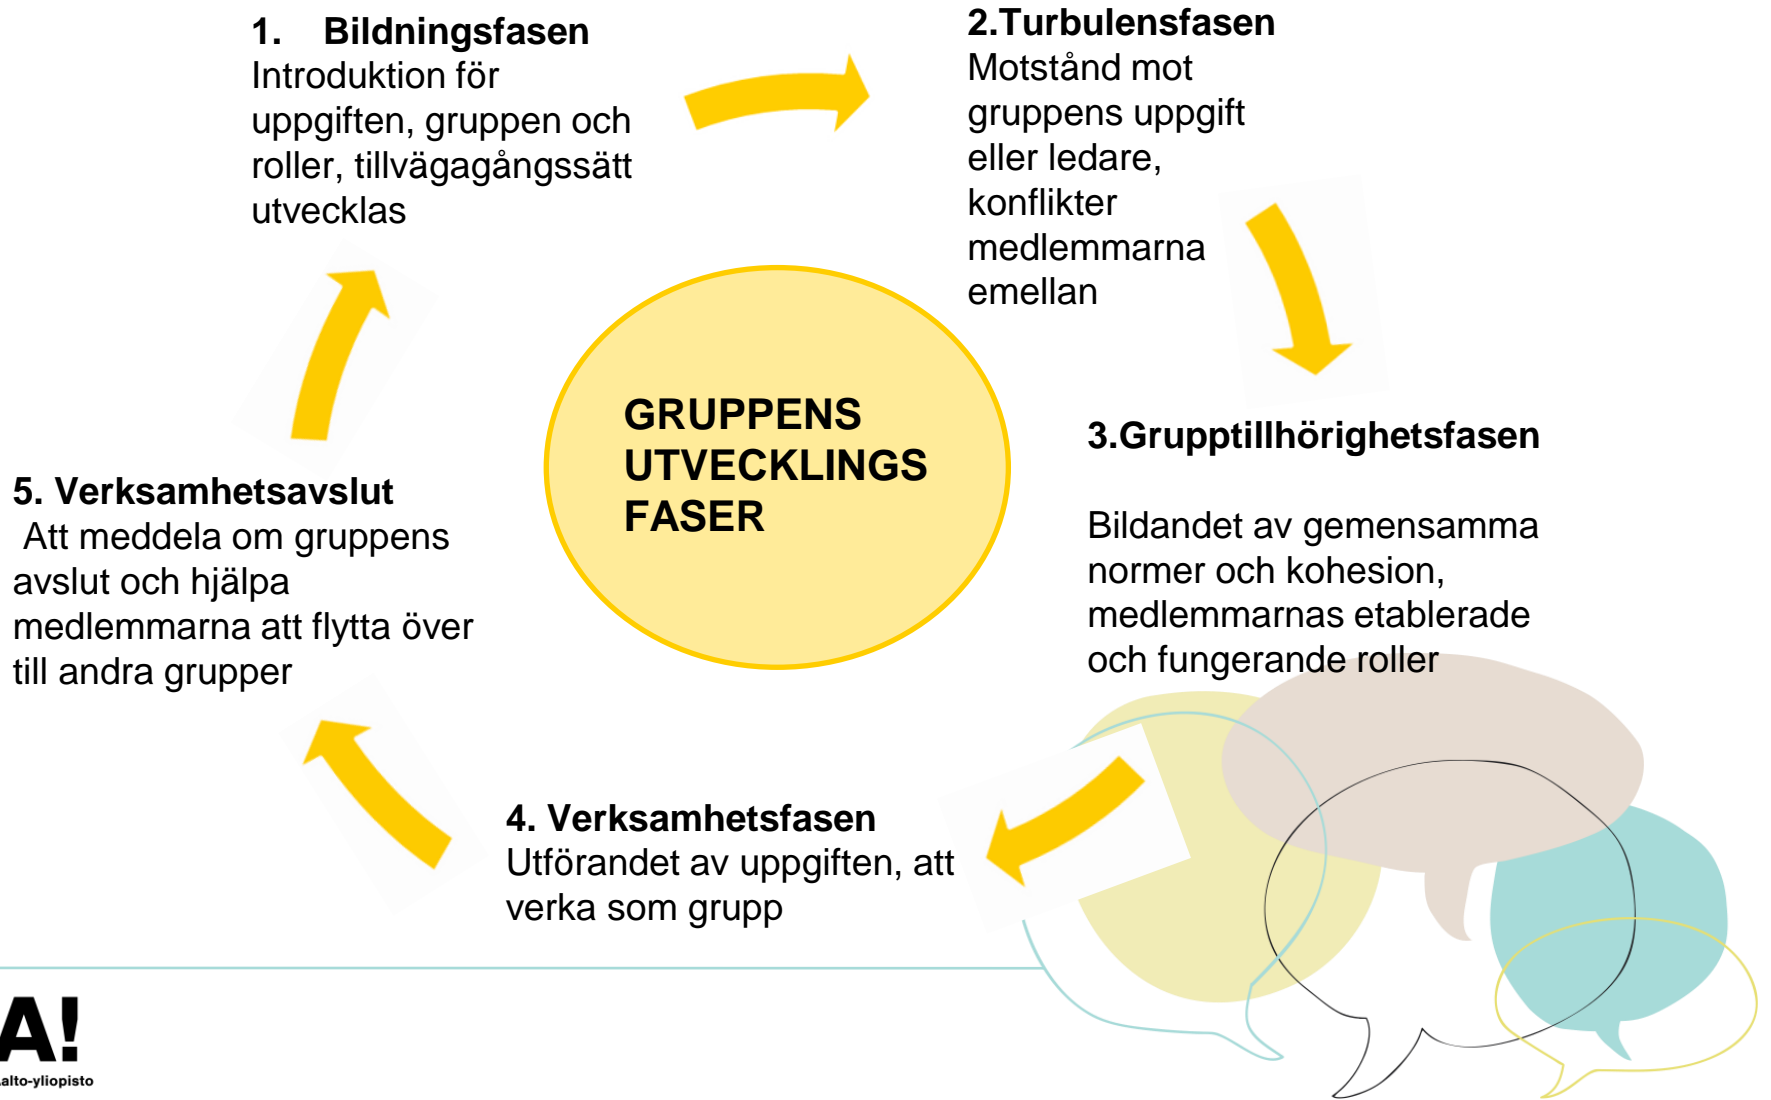 1. Bildningsfasen
Introduktion för
uppgiften, gruppen och
roller, tillvägagångssätt
utvecklas
2.Turbulensfasen
Motstånd mot
gruppens uppgift
eller ledare,
konflikter
medlemmarna
emellan
GRUPPENS
UTVECKLINGS
FASER
3.Grupptillhörighetsfasen
Bildandet av gemensamma
normer och kohesion,
medlemmarnas etablerade
och fungerande roller
4. Verksamhetsfasen
Utförandet av uppgiften, att
verka som grupp
5. Verksamhetsavslut
Att meddela om gruppens
avslut och hjälpa
medlemmarna att flytta över
till andra grupper
A!
alto-yliopisto